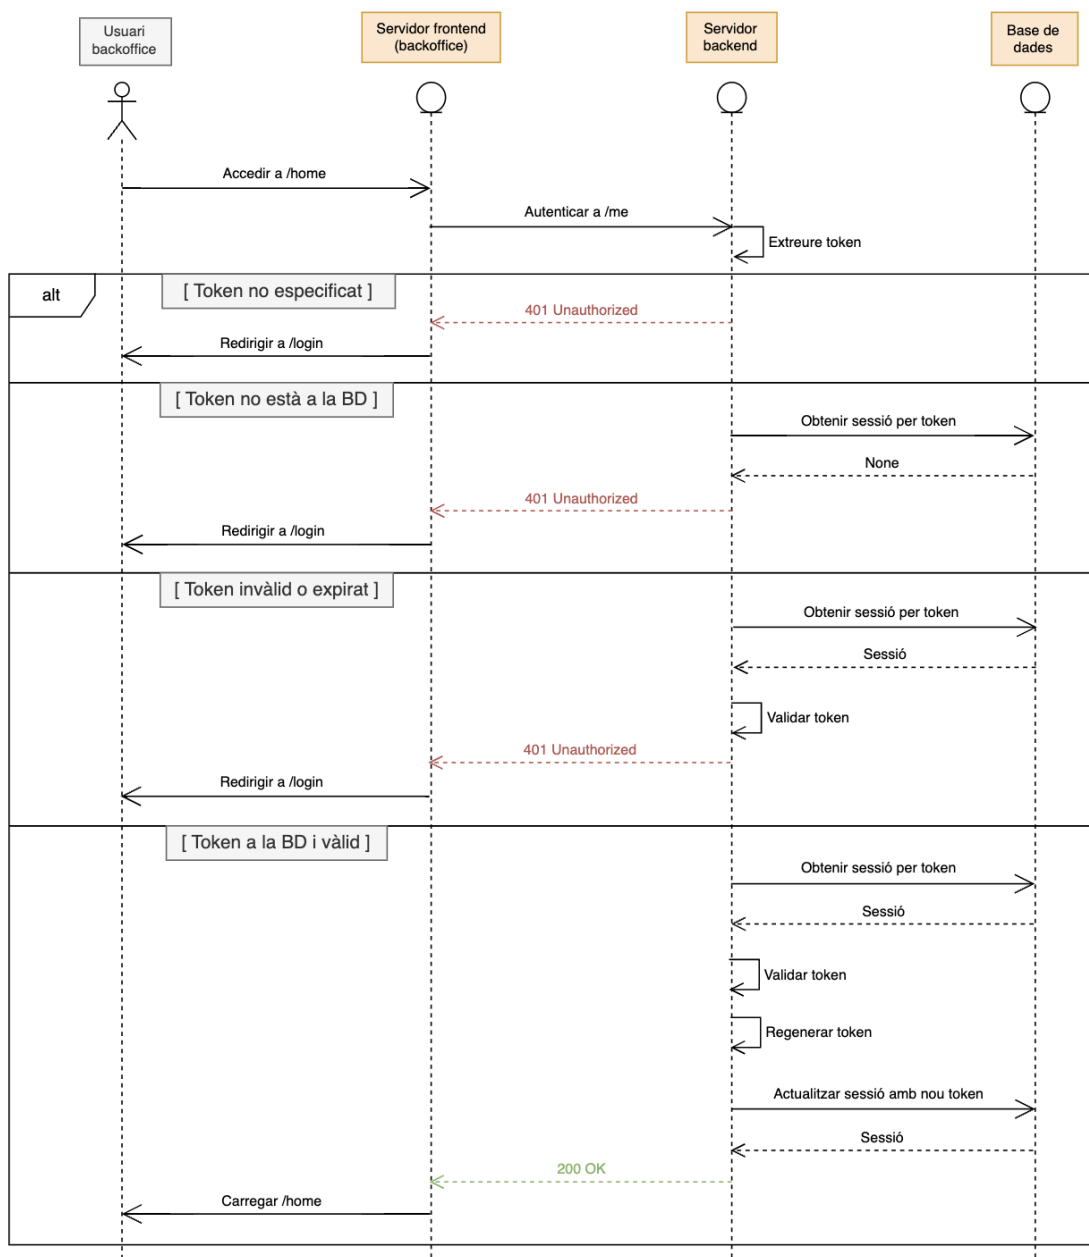 Usuari
backoffice
Servidor frontend
(backoffice)
Servidor
backend
Base de
dades
Accedir a /home
Autenticar a /me
Extreure token
alt
[ Token no especificat ]
401 Unauthorized
Redirigir a /login
[ Token no està a la BD ]
Obtenir sessió per token
None
401 Unauthorized
Redirigir a /login
[ Token invàlid o expirat ]
Obtenir sessió per token
Sessió
Validar token
401 Unauthorized
Redirigir a /login
[ Token a la BD i vàlid ]
Obtenir sessió per token
Sessió
Validar token
Regenerar token
Actualitzar sessió amb nou token
Sessió
200 OK
Carregar /home